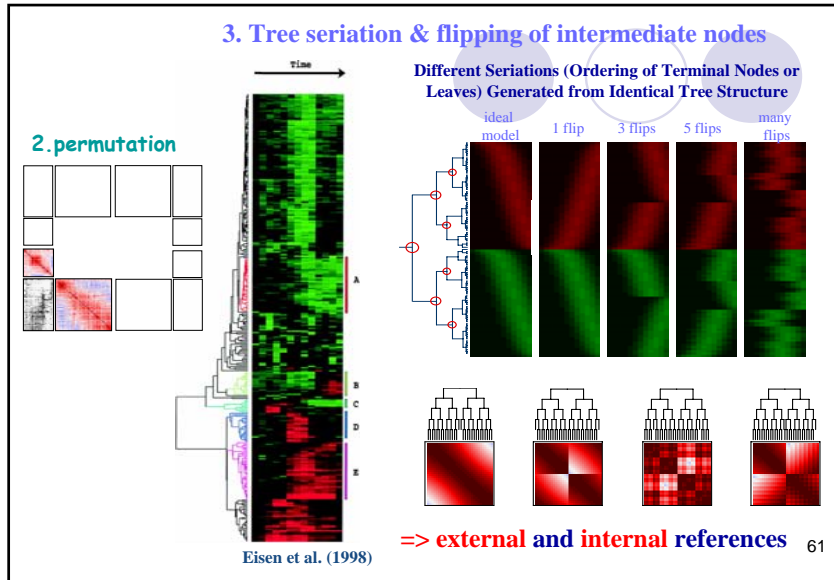 3. Tree seriation & flipping of intermediate nodes
Time
Different Seriations (Ordering of Terminal Nodes or
Leaves) Generated from Identical Tree Structure
2.permutation
ideal
model
1 flip
3 flips
5 flips
many
flips
A
B
C
D
E
Eisen et al. (1998)
=> external and internal references
61